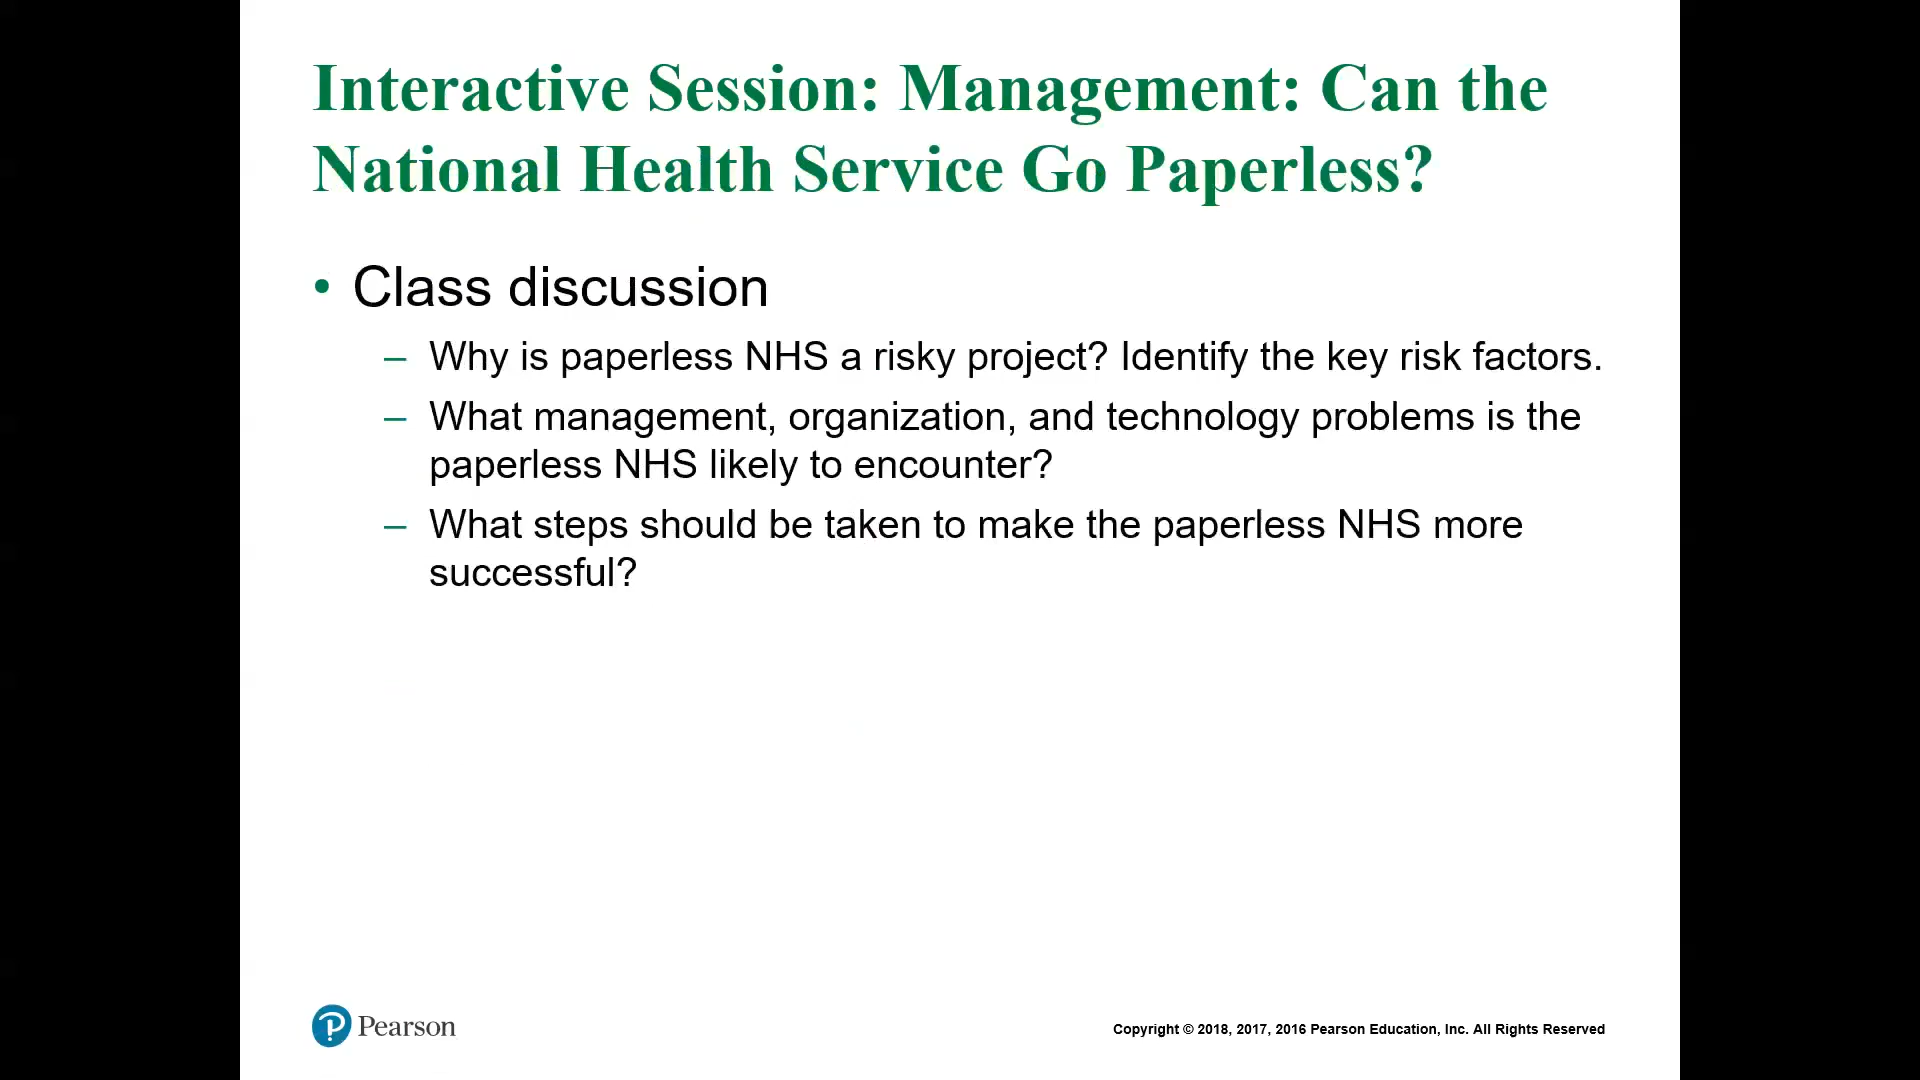 Interactive Session: Management: Can the
National Health Service Go Paperless?
• Class discussion
– Why is paperless NHS a risky project? Identify the key risk factors.
– What management, organization, and technology problems is the
paperless NHS likely to encounter?
– What steps should be taken to make the paperless NHS more
successful?
Pearson
Copyright © 2018, 2017, 2016 Pearson Education, Inc. All Rights Reserved